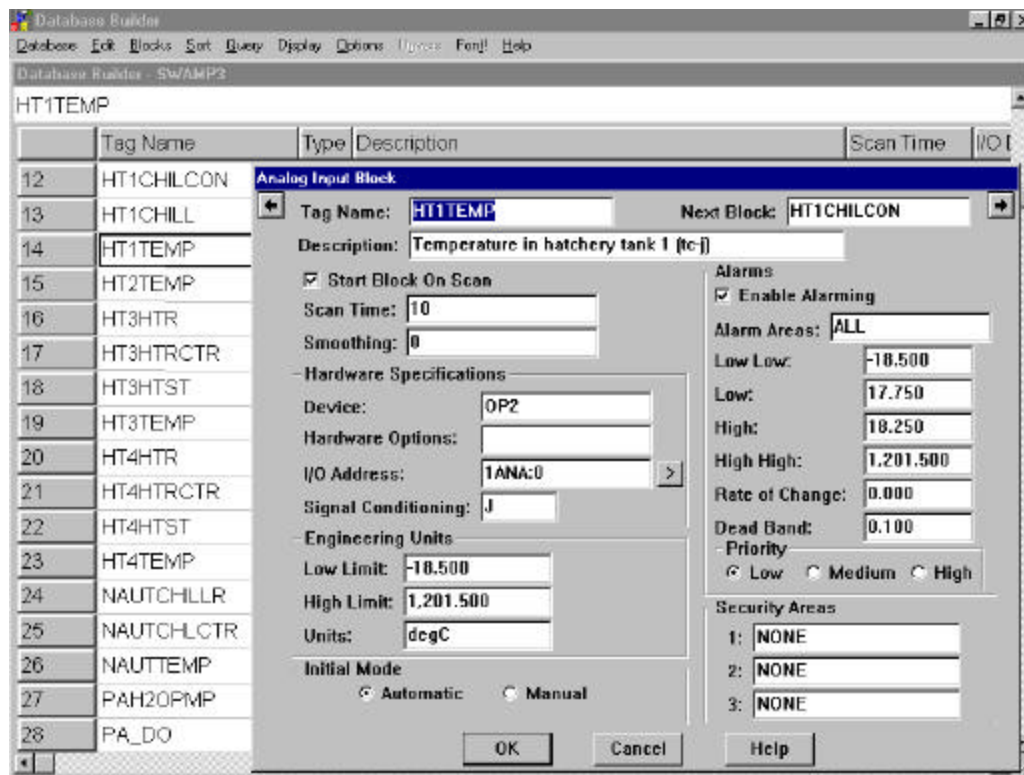 Database Builder
Database Edit Blocks Sort Query Display Options Font! Help
Database Builder - SWAMP3
HT1TEMP
Tag Name Type Description Scan Time I/O
12 HT1CHILCON
13 HT1CHILL
14 HT1TEMP
15 HT2TEMP
16 HT3HTR
17 HT3HTRCTR
18 HT3HTST
19 HT3TEMP
20 HT4HTR
21 HT4HTRCTR
22 HT4HTST
23 HT4TEMP
24 NAUTCHILLR
25 NAUTCHLCTR
26 NAUTTEMP
27 PAH2OPMP
28 PA_DO
Analog Input Block
Tag Name: HT1TEMP Next Block: HT1CHILCON
Description: Temperature in hatchery tank 1 (tc-j)
Start Block On Scan
Scan Time: 10
Smoothing: 0
Hardware Specifications
Device: OP2
Hardware Options:
I/O Address: 1ANA:0 >
Signal Conditioning: J
Engineering Units
Low Limit: -18.500
High Limit: 1,201.500
Units: degC
Initial Mode
Automatic Manual
Alarms
Enable Alarming
Alarm Areas: ALL
Low Low: -18.500
Low: 17.750
High: 18.250
High High: 1,201.500
Rate of Change: 0.000
Dead Band: 0.100
Priority
Low Medium High
Security Areas
1: NONE
2: NONE
3: NONE
OK Cancel Help